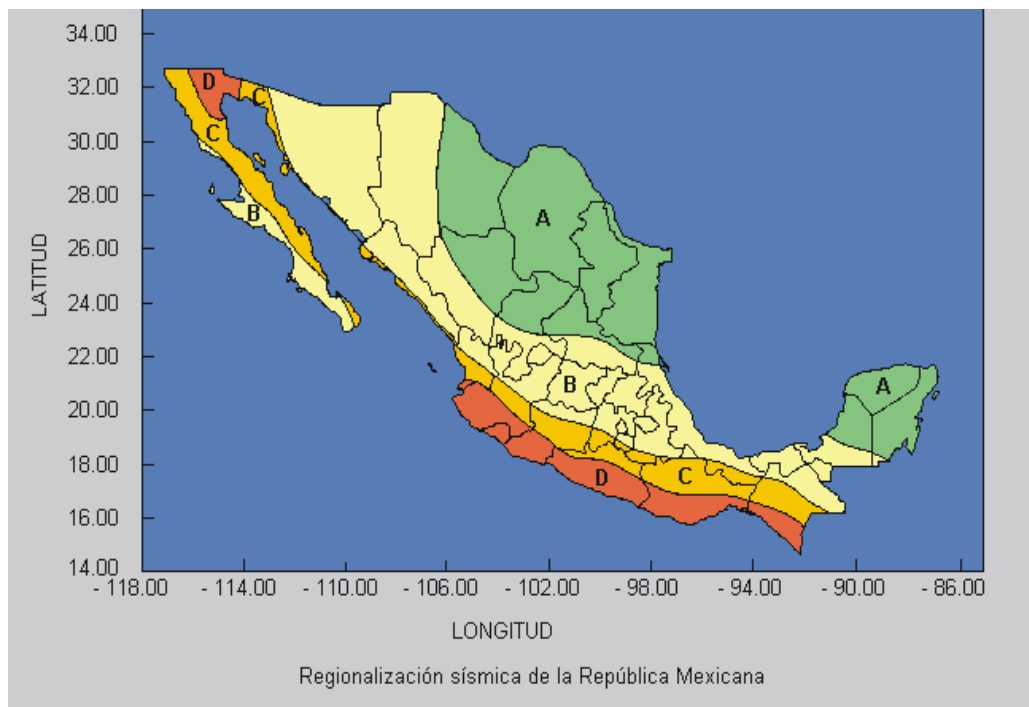 34.00
32.00
30.00
28.00
26.00
24.00
22.00
20.00
18.00
16.00
14.00
LATITUD
D
C
C
B
A
A
B
C
D
- 118.00 - 114.00 - 110.00 - 106.00 - 102.00 - 98.00 - 94.00 - 90.00 - 86.00
LONGITUD
Regionalización sísmica de la República Mexicana